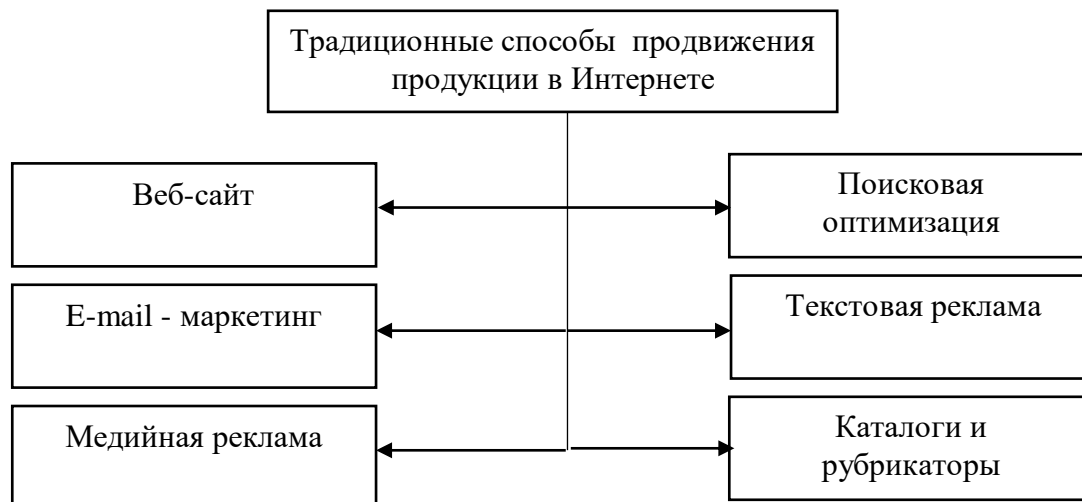 Традиционные способы продвижения
продукции в Интернете
Веб-сайт
Поисковая
оптимизация
E-mail - маркетинг
Текстовая реклама
Медийная реклама
Каталоги и
рубрикаторы